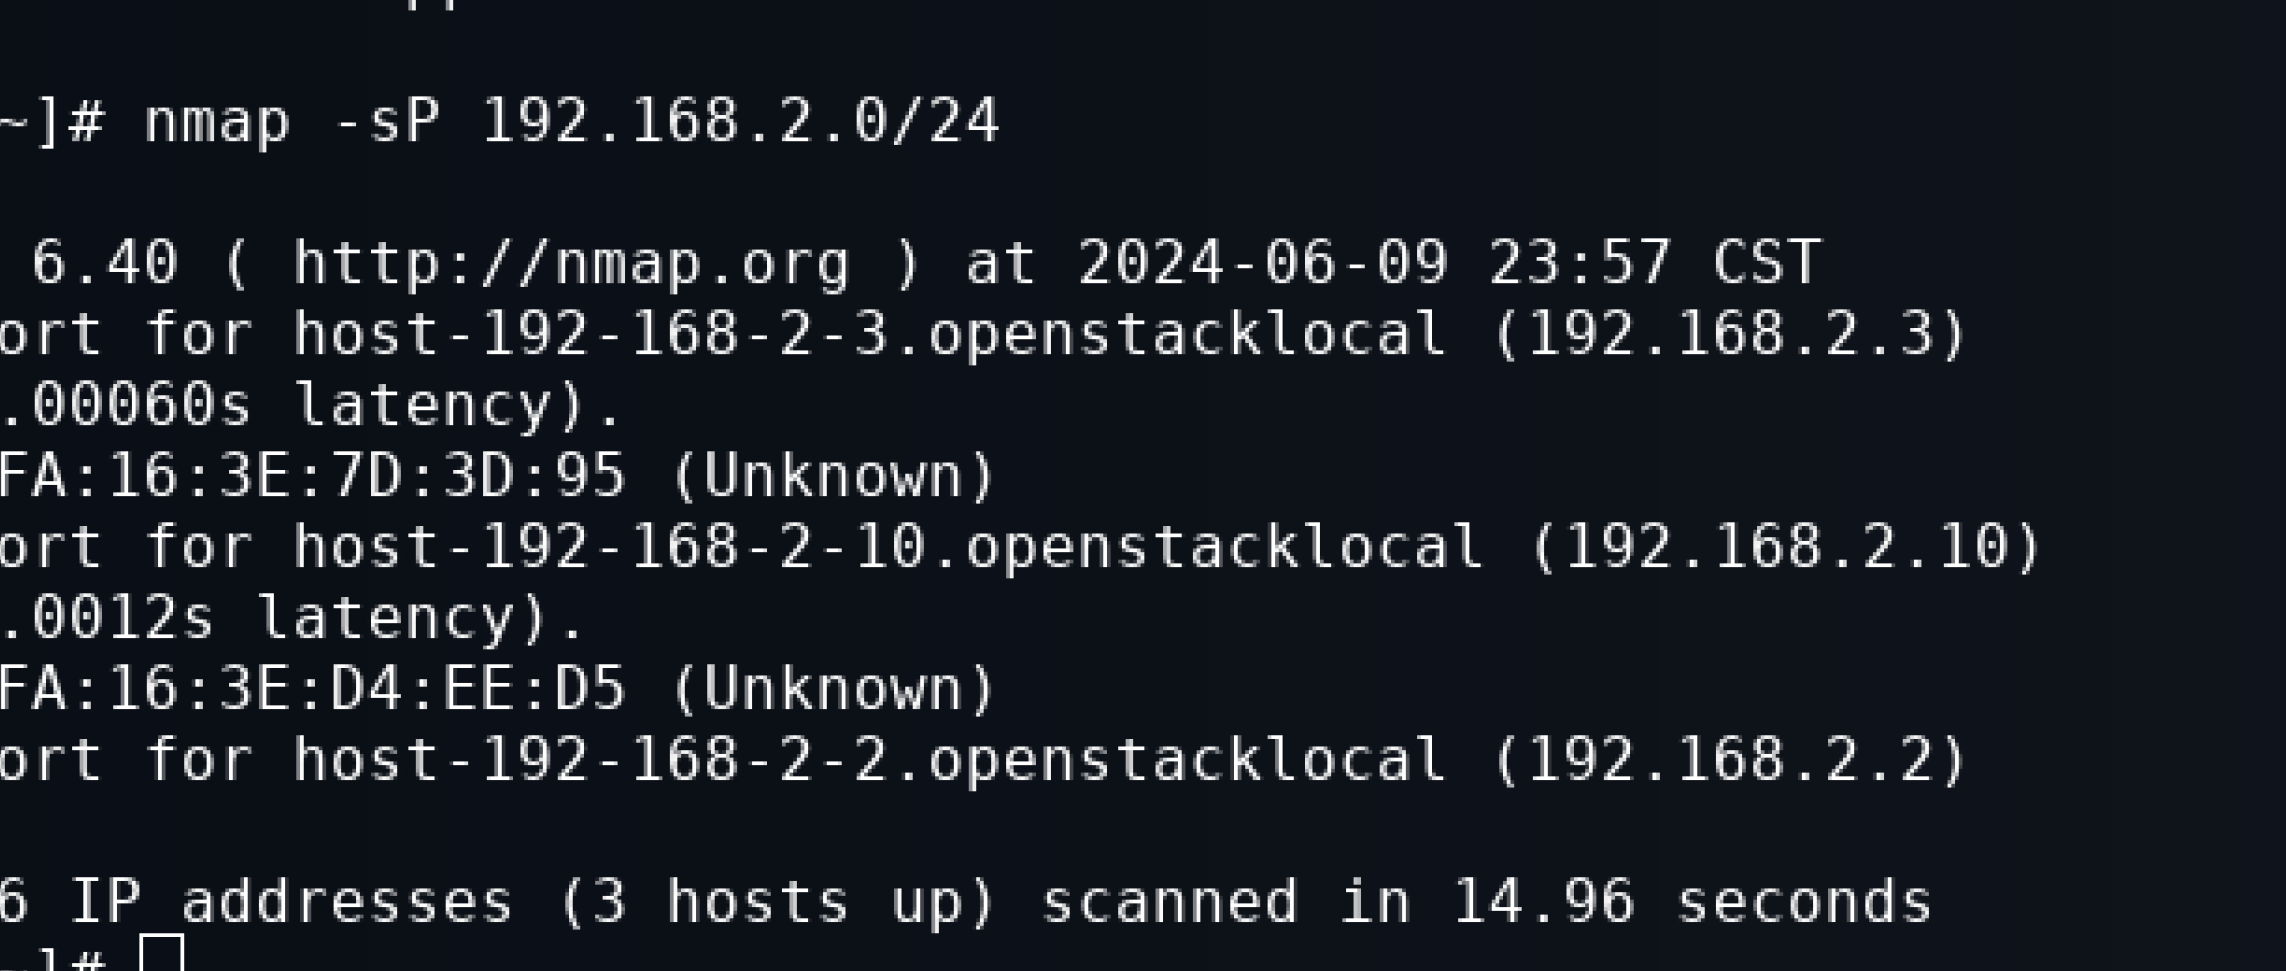 ~]# nmap -sP 192.168.2.0/24
6.40 ( http://nmap.org ) at 2024-06-09 23:57 CST
ort for host-192-168-2-3.openstacklocal (192.168.2.3)
.00060s latency).
FA:16:3E:7D:3D:95 (Unknown)
ort for host-192-168-2-10.openstacklocal (192.168.2.10)
.0012s latency).
FA:16:3E:D4:EE:D5 (Unknown)
ort for host-192-168-2-2.openstacklocal (192.168.2.2)
6 IP addresses (3 hosts up) scanned in 14.96 seconds
~]#